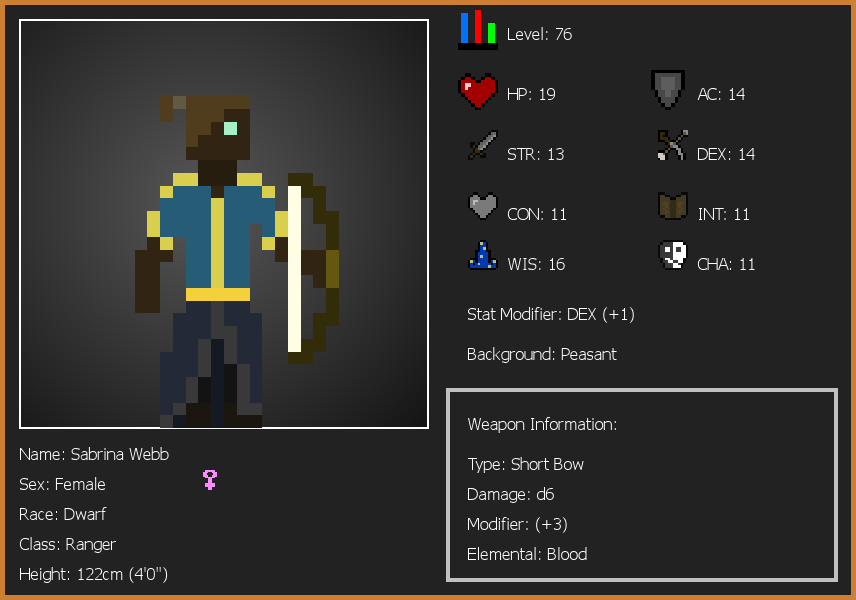 Level: 76
HP: 19
AC: 14
STR: 13
DEX: 14
CON: 11
INT: 11
WIS: 16
CHA: 11
Stat Modifier: DEX (+1)
Background: Peasant
Weapon Information:
Type: Short Bow
Damage: d6
Modifier: (+3)
Elemental: Blood
Name: Sabrina Webb
Sex: Female
Race: Dwarf
Class: Ranger
Height: 122cm (4'0")